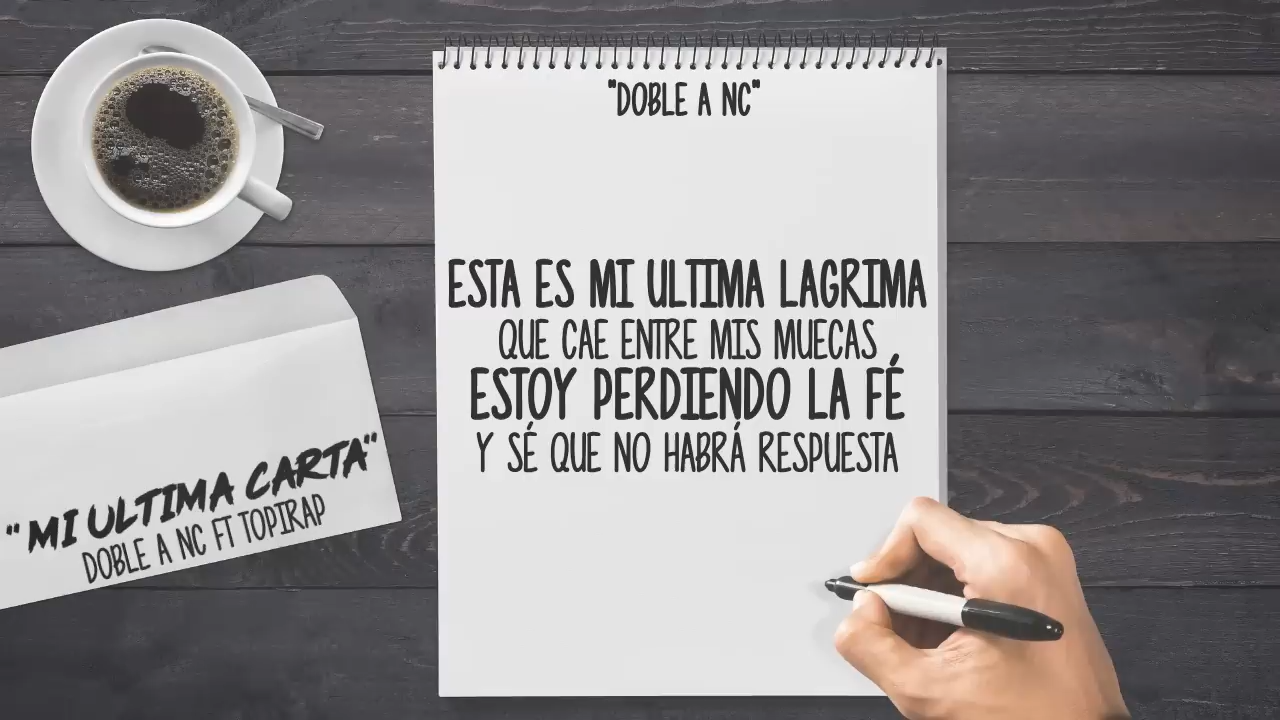 "DOBLE A NC"
ESTA ES MI ULTIMA LAGRIMA
QUE CAE ENTRE MIS MUECAS
ESTOY PERDIENDO LA FÉ
Y SÉ QUE NO HABRÁ RESPUESTA
"MI ULTIMA CARTA"
DOBLE A NC FT TOPIRAP